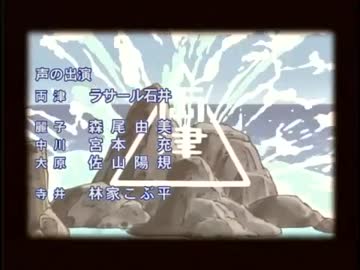 声の出演
両津　ラサール石井
麗子　森尾由美
中川　宮本　充
大原　佐山陽規
寺井　林家こぶ平